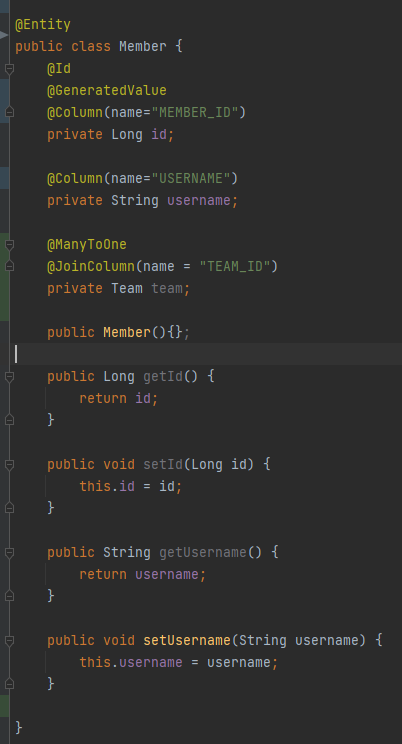 @Entity
public class Member {
@Id
@GeneratedValue
@Column(name="MEMBER_ID")
private Long id;
@Column(name="USERNAME")
private String username;
@ManyToOne
@JoinColumn(name = "TEAM_ID")
private Team team;
public Member(){};
public Long getId() {
return id;
}
public void setId(Long id) {
this.id = id;
}
public String getUsername() {
return username;
}
public void setUsername(String username) {
this.username = username;
}
}